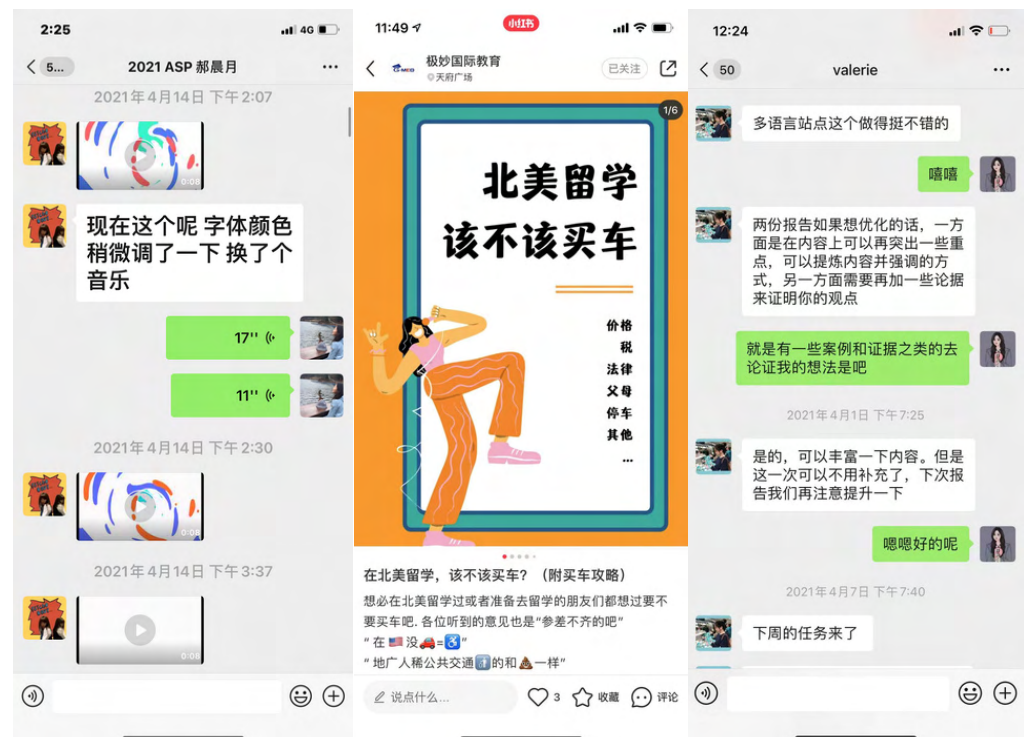 2:25
4G
5...
2021 ASP 郝晨月
2021年4月14日 下午2:07
0:08
现在这个呢 字体颜色
稍微调了一下 换了个
音乐
17''
11''
2021年4月14日 下午2:30
0:08
2021年4月14日 下午3:37
0:08
11:49
小红书
极妙国际教育
天府广场
已关注
1/6
北美留学
该不该买车
价格
税
法律
父母
停车
其他
...
在北美留学，该不该买车？（附买车攻略）
想必在北美留学过或者准备去留学的朋友们都想过要不
要买车吧. 各位听到的意见也是“参差不齐的吧”
“ 在 🇺🇸 没🚗=♿”
“ 地广人稀公共交通🚹的和💩一样”
说点什么...
3
收藏
评论
12:24
50
valerie
多语言站点这个做得挺不错的
嘻嘻
两份报告如果想优化的话，一方
面是在内容上可以再突出一些重
点，可以提炼内容并强调的方
式，另一方面需要再加一些论据
来证明你的观点
就是有一些案例和证据之类的去
论证我的想法是吧
2021年4月1日 下午7:25
是的，可以丰富一下内容。但是
这一次可以不用补充了，下次报
告我们再注意提升一下
嗯嗯好的呢
2021年4月7日 下午7:40
下周的任务来了